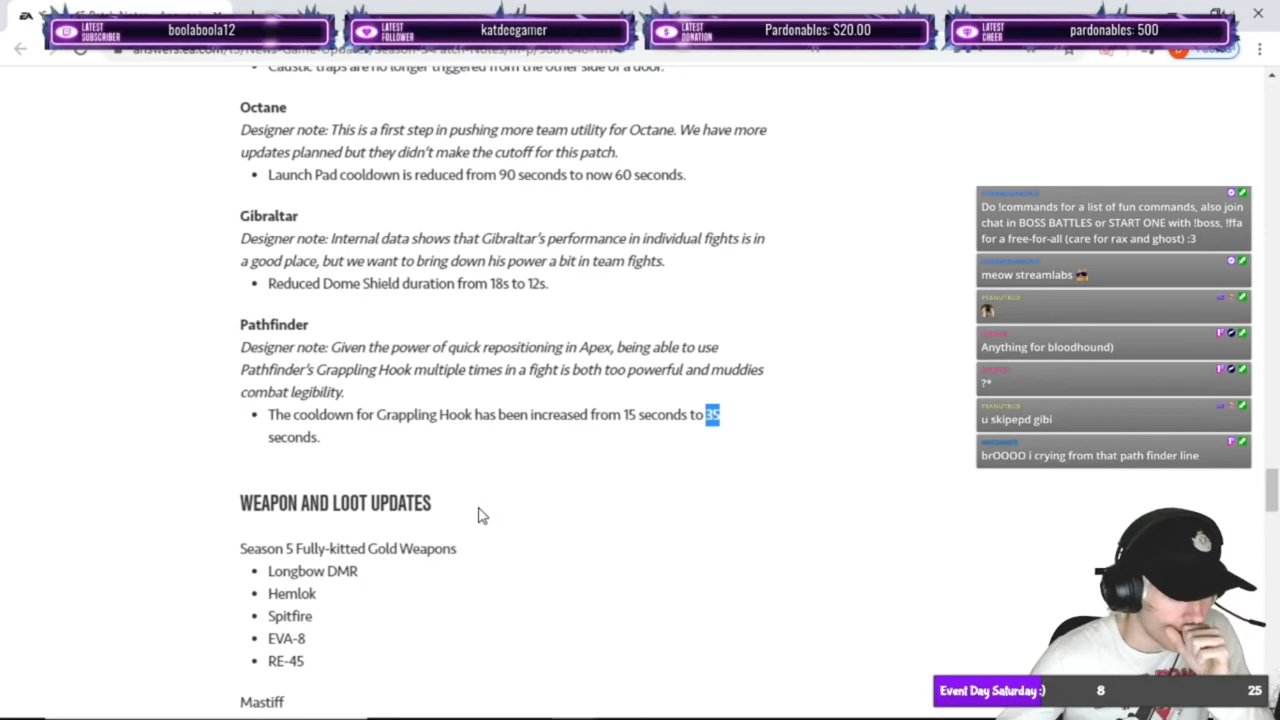 LATEST SUBSCRIBER boolaboola12
LATEST FOLLOWER katdeegamer
LATEST DONATION Pardonables: $20.00
LATEST CHEER pardonables: 500
Caustic traps are no longer triggered from the other side of a door.
Octane
Designer note: This is a first step in pushing more team utility for Octane. We have more
updates planned but they didn't make the cutoff for this patch.
• Launch Pad cooldown is reduced from 90 seconds to now 60 seconds.
Gibraltar
Designer note: Internal data shows that Gibraltar's performance in individual fights is in
a good place, but we want to bring down his power a bit in team fights.
• Reduced Dome Shield duration from 18s to 12s.
Pathfinder
Designer note: Given the power of quick repositioning in Apex, being able to use
Pathfinder's Grappling Hook multiple times in a fight is both too powerful and muddies
combat legibility.
• The cooldown for Grappling Hook has been increased from 15 seconds to 35
seconds.
WEAPON AND LOOT UPDATES
Season 5 Fully-kitted Gold Weapons
• Longbow DMR
• Hemlok
• Spitfire
• EVA-8
• RE-45
Mastiff
Do !commands for a list of fun commands, also join
chat in BOSS BATTLES or START ONE with !boss, !ffa
for a free-for-all (care for rax and ghost) :3
meow streamlabs
PEANUTBUB
Anything for bloodhound)
?*
PEANUTBUB
u skipepd gibi
brOOOO i crying from that path finder line
Event Day Saturday :) 8 25